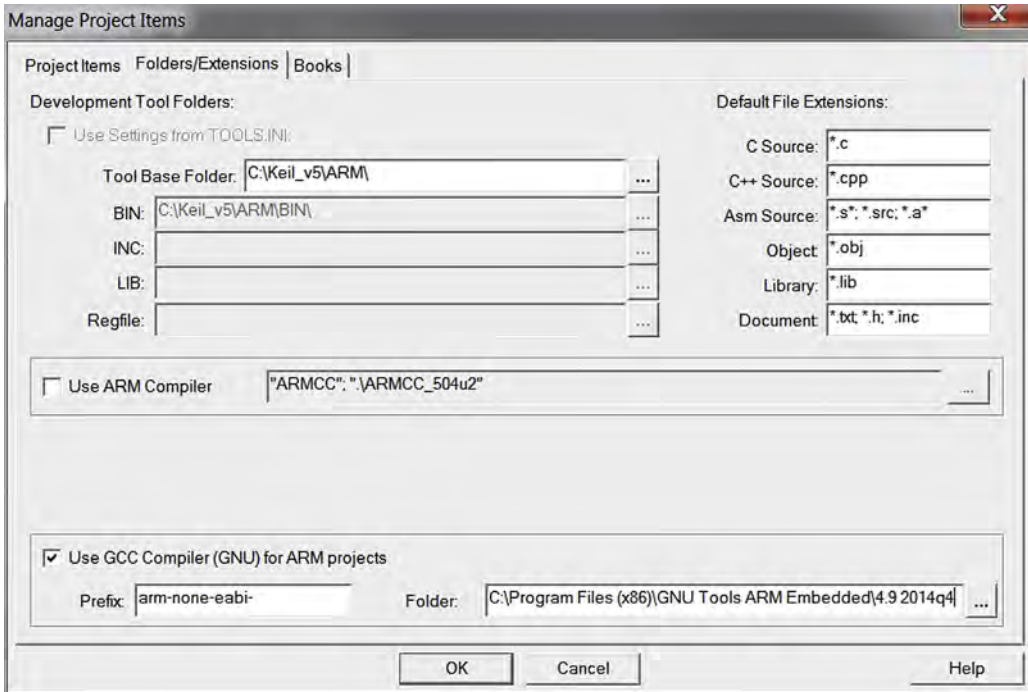 Manage Project Items
X
Project Items Folders/Extensions Books
Development Tool Folders:
Use Settings from TOOLS.INI:
Tool Base Folder: C:\Keil_v5\ARM\ ...
BIN: C:\Keil_v5\ARM\BIN\ ...
INC: ...
LIB: ...
Regfile: ...
Default File Extensions:
C Source: *.c
C++ Source: *.cpp
Asm Source: *.s*; *.src; *.a*
Object: *.obj
Library: *.lib
Document: *.txt; *.h; *.inc
Use ARM Compiler "ARMCC"; ".\ARMCC_504u2" ...
Use GCC Compiler (GNU) for ARM projects
Prefix: arm-none-eabi- Folder: C:\Program Files (x86)\GNU Tools ARM Embedded\4.9 2014q4 ...
OK Cancel Help